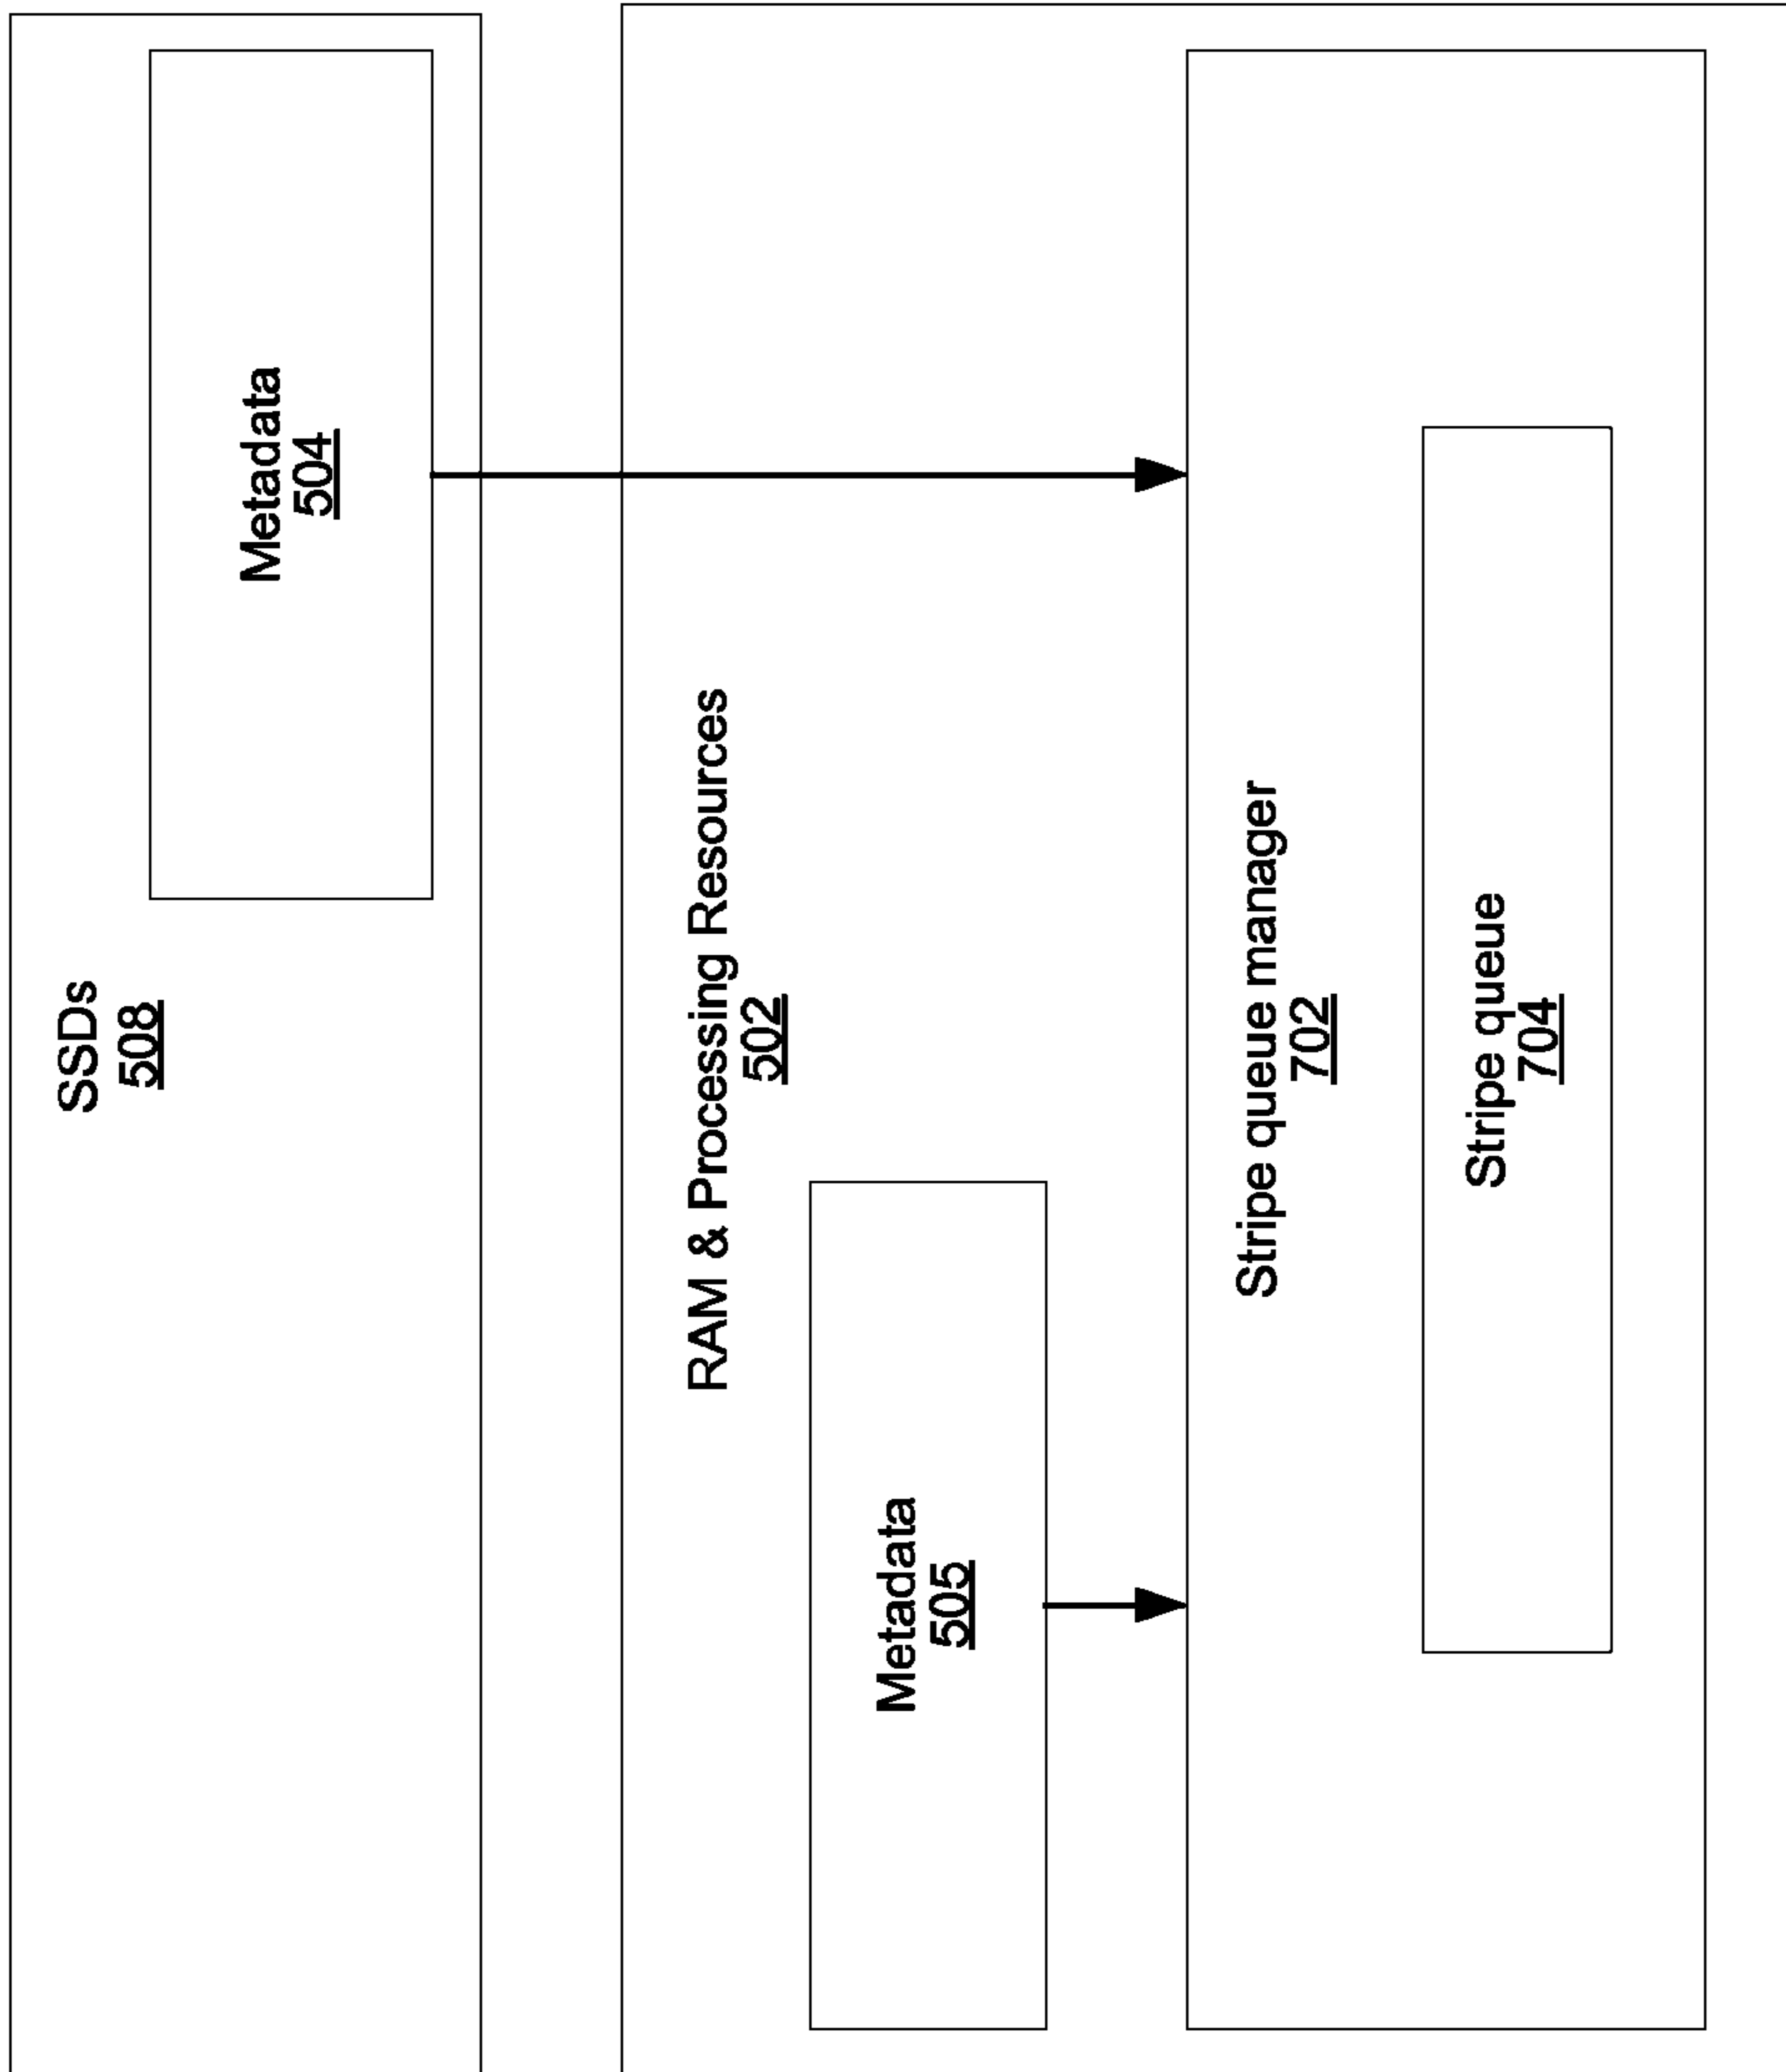 SSDs
508
Metadata
504
RAM & Processing Resources
502
Metadata
505
Stripe queue manager
702
Stripe queue
704